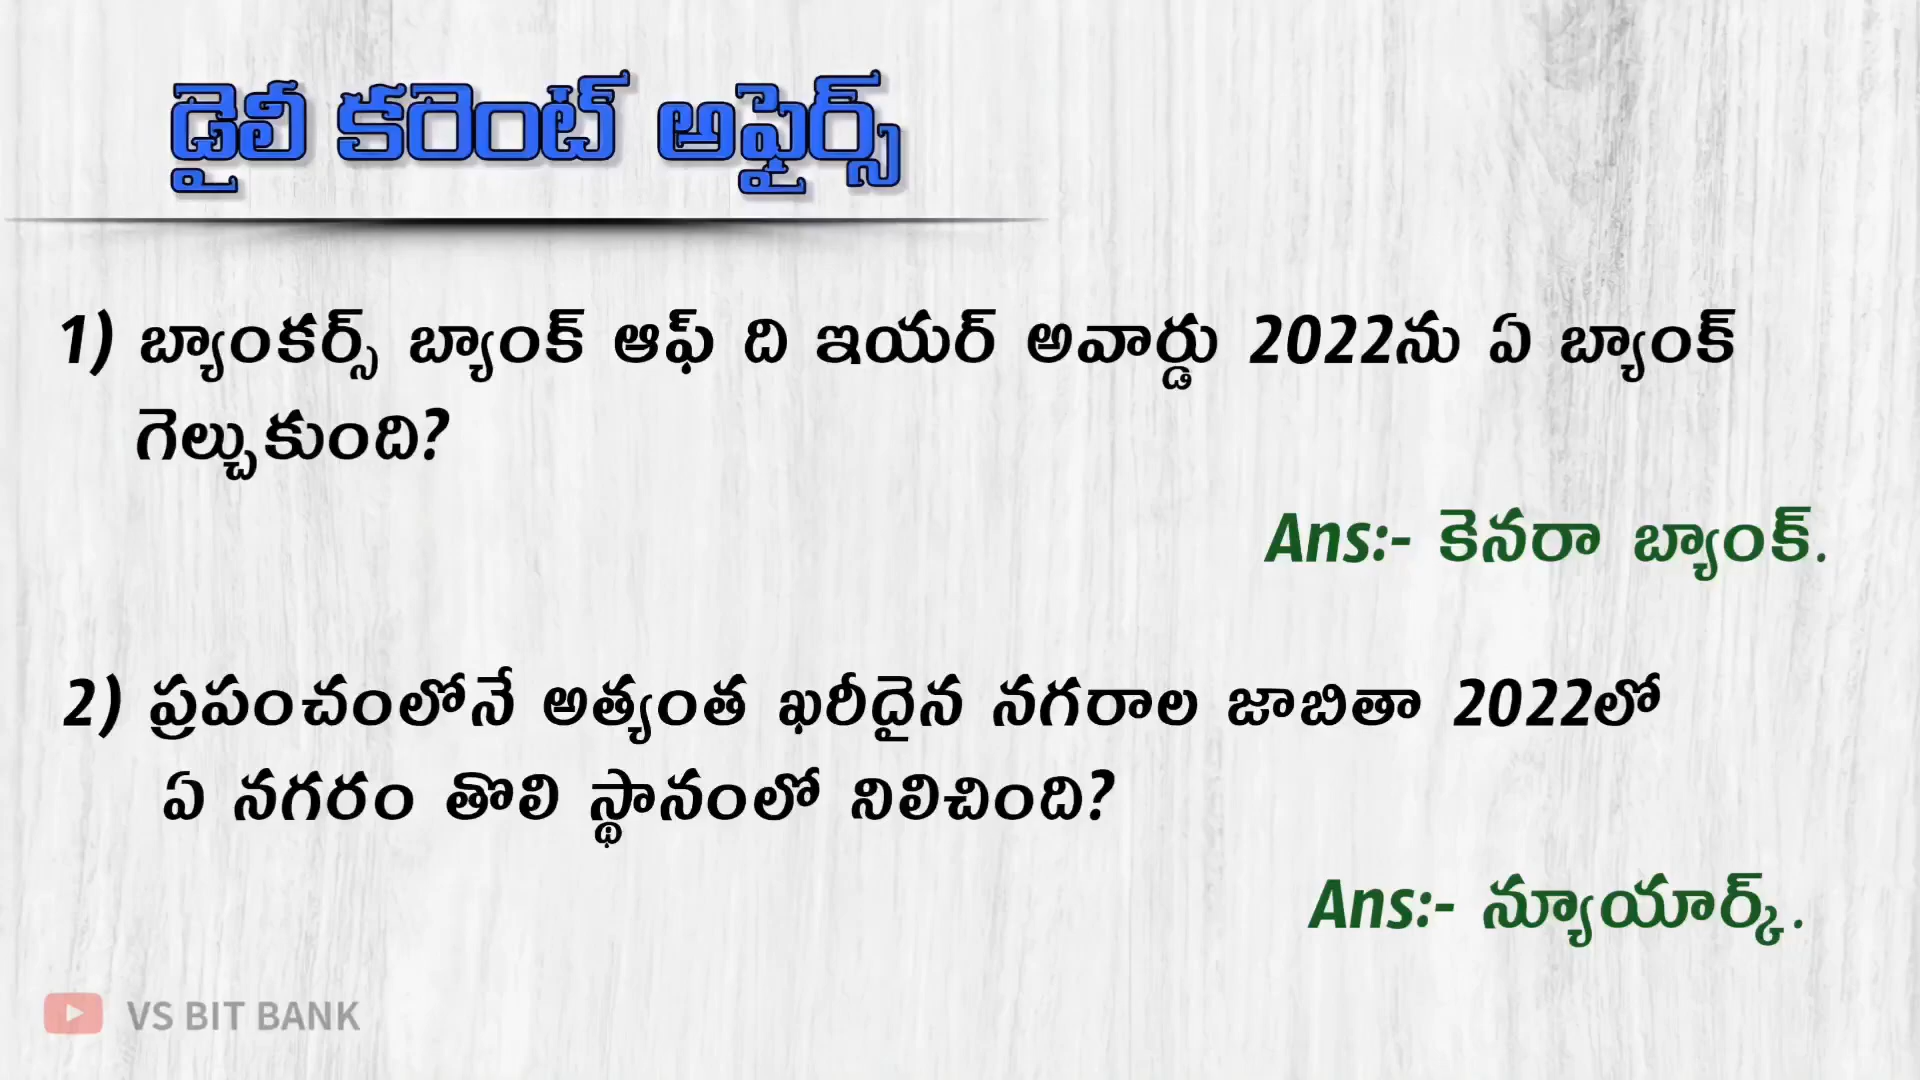 డైలీ కరెంట్ అఫైర్స్
1) బ్యాంకర్స్ బ్యాంక్ ఆఫ్ ది ఇయర్ అవార్డు 2022ను ఏ బ్యాంక్
గెల్చుకుంది?
Ans:- కెనరా బ్యాంక్.
2) ప్రపంచంలోనే అత్యంత ఖరీదైన నగరాల జాబితా 2022లో
ఏ నగరం తొలి స్థానంలో నిలిచింది?
Ans:- న్యూయార్క్.
VS BIT BANK